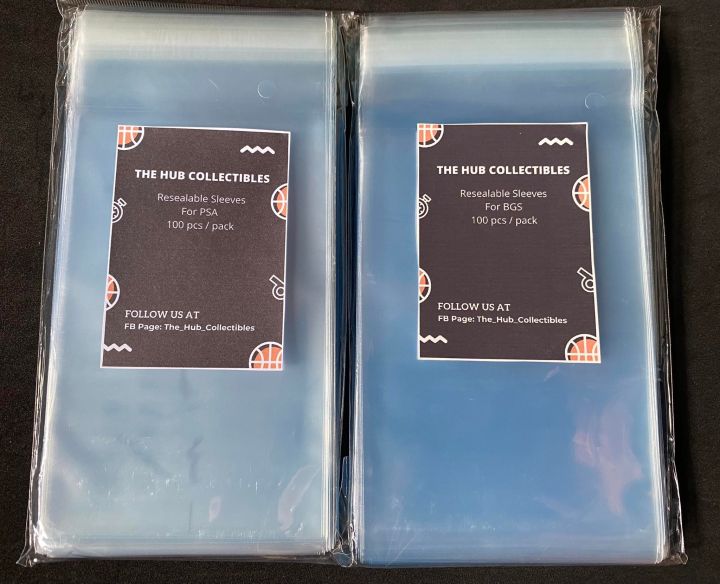 THE HUB COLLECTIBLES
Resealable Sleeves
For PSA
100 pcs / pack
FOLLOW US AT
FB Page: The_Hub_Collectibles
THE HUB COLLECTIBLES
Resealable Sleeves
For BGS
100 pcs / pack
FOLLOW US AT
FB Page: The_Hub_Collectibles